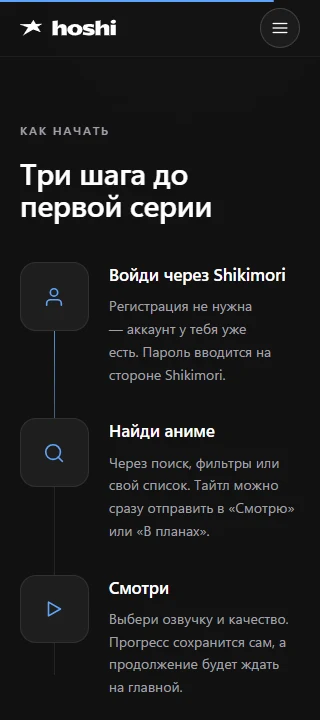 hoshi
КАК НАЧАТЬ
Три шага до
первой серии
Войди через Shikimori
Регистрация не нужна
— аккаунт у тебя уже
есть. Пароль вводится на
стороне Shikimori.
Найди аниме
Через поиск, фильтры или
свой список. Тайтл можно
сразу отправить в «Смотрю»
или «В планах».
Смотри
Выбери озвучку и качество.
Прогресс сохранится сам, а
продолжение будет ждать
на главной.